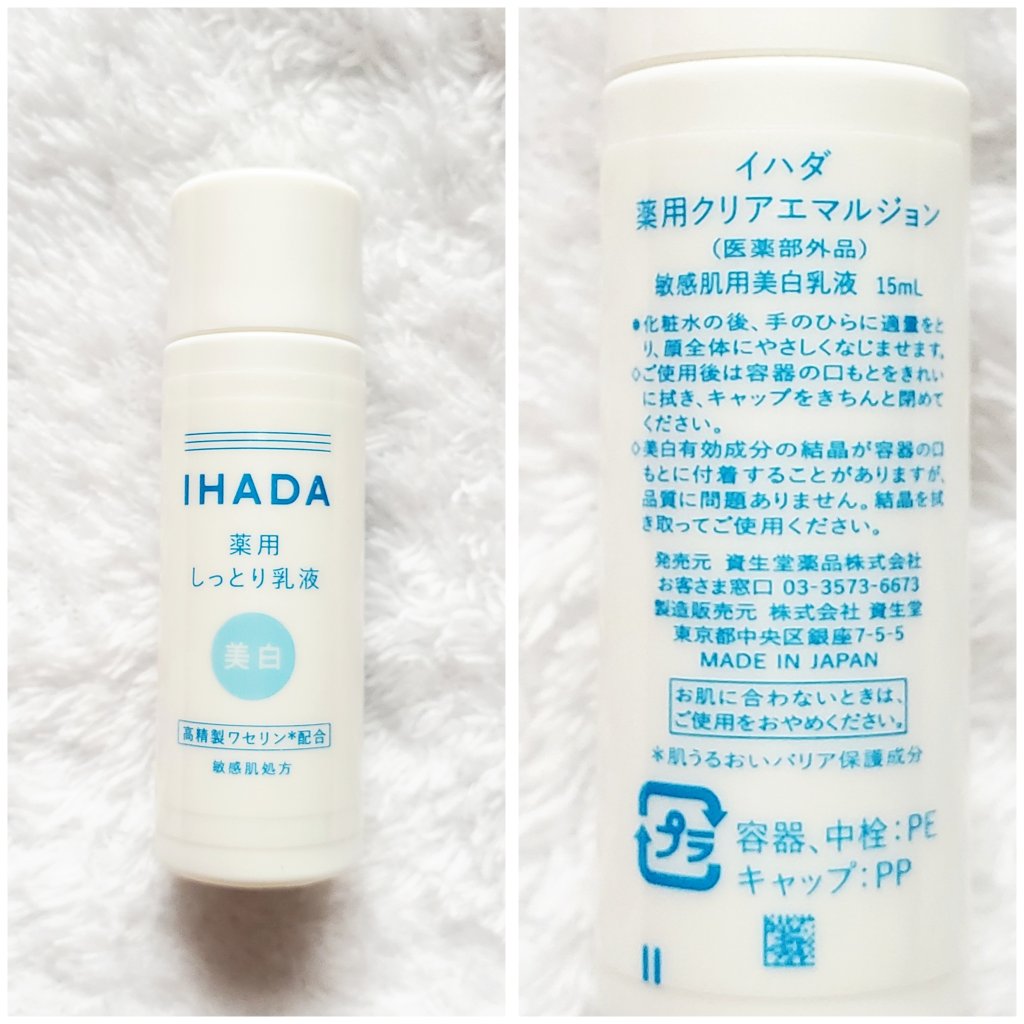 IHADA
薬用
しっとり乳液
美白
高精製ワセリン*配合
敏感肌処方
イハダ
薬用クリアエマルジョン
（医薬部外品）
敏感肌用美白乳液 15mL
●化粧水の後、手のひらに適量をと
り、顔全体にやさしくなじませます。
◇ご使用後は容器の口もとをきれい
に拭き、キャップをきちんと閉めて
ください。
◇美白有効成分の結晶が容器の口
もとに付着することがありますが、
品質に問題ありません。結晶を拭
き取ってご使用ください。
発売元 資生堂薬品株式会社
お客さま窓口 03-3573-6673
製造販売元 株式会社 資生堂
東京都中央区銀座7-5-5
MADE IN JAPAN
お肌に合わないときは、
ご使用をおやめください。
*肌うるおいバリア保護成分
プラ
容器、中栓:PE
キャップ:PP